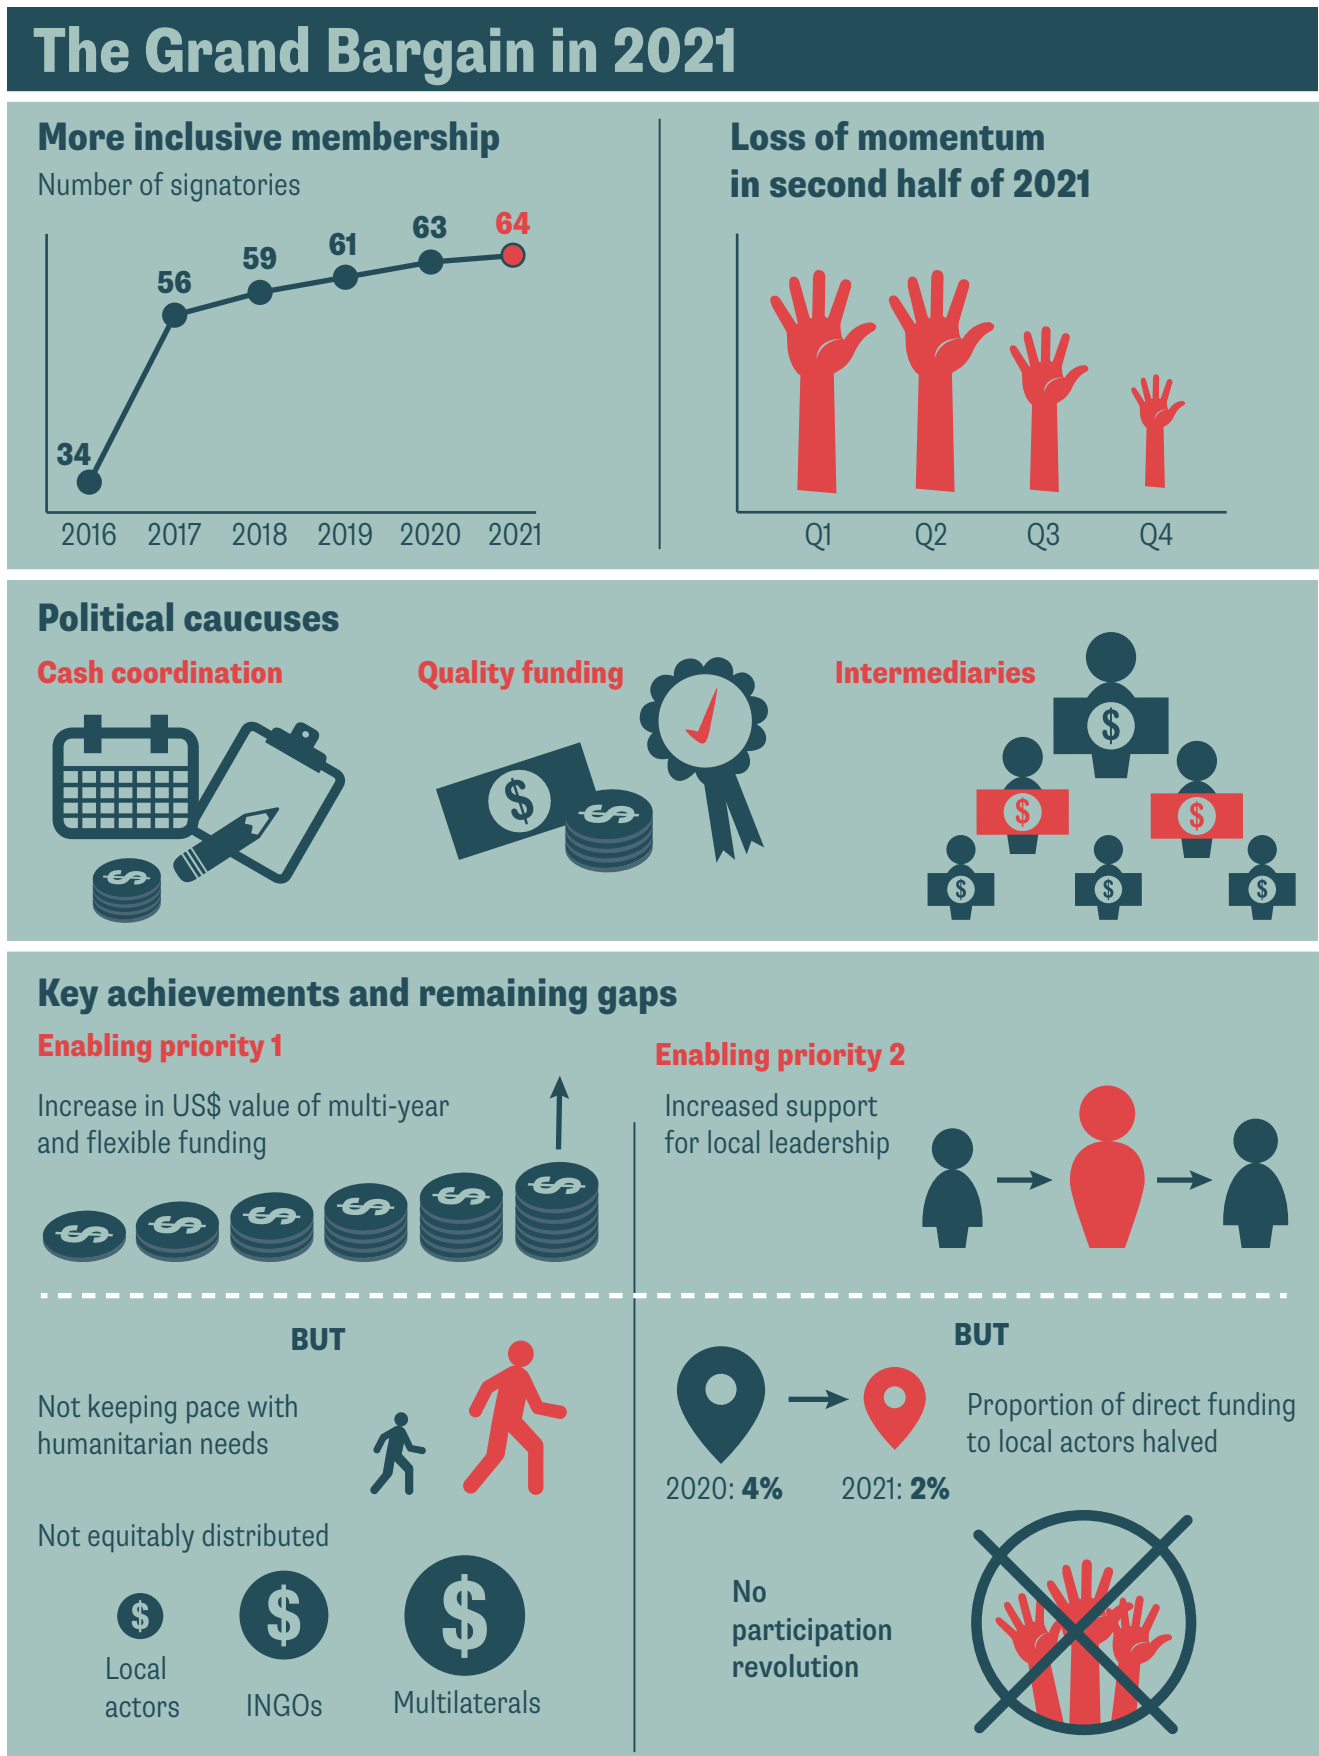 The Grand Bargain in 2021
More inclusive membership
Number of signatories
34
56
59
61
63
64
2016 2017 2018 2019 2020 2021
Loss of momentum
in second half of 2021
Q1 Q2 Q3 Q4
Political caucuses
Cash coordination
$
Quality funding
$
$
Intermediaries
$
$ $
$ $ $
Key achievements and remaining gaps
Enabling priority 1
Increase in US$ value of multi-year
and flexible funding
$ $ $ $ $ $
BUT
Not keeping pace with
humanitarian needs
Not equitably distributed
$ $ $
Local
actors
INGOs
Multilaterals
Enabling priority 2
Increased support
for local leadership
BUT
2020: 4%
2021: 2%
Proportion of direct funding
to local actors halved
No
participation
revolution